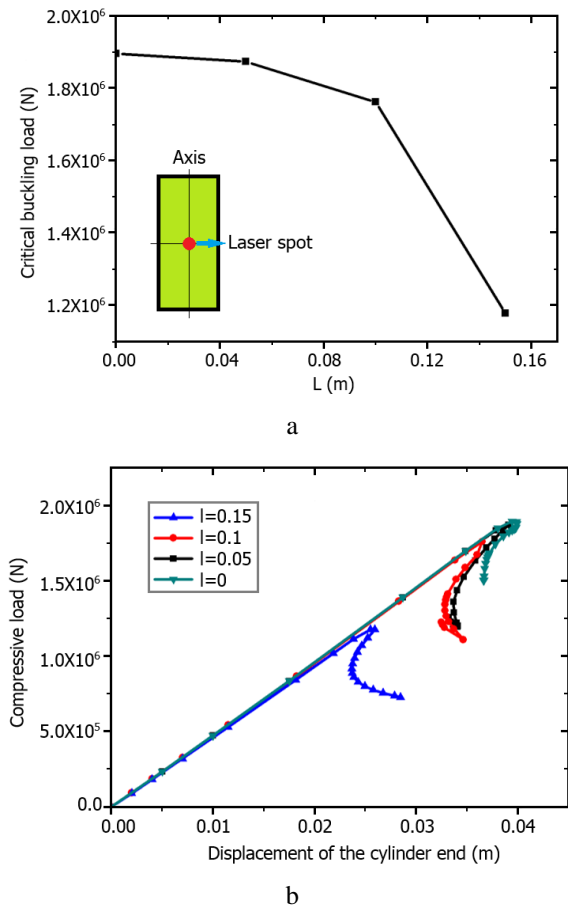 2.0X10⁶
1.8X10⁶
1.6X10⁶
1.4X10⁶
1.2X10⁶
Critical buckling load (N)
Axis
Laser spot
0.00 0.04 0.08 0.12 0.16
L (m)
a
2.0X10⁶
1.5X10⁶
1.0X10⁶
5.0X10⁵
0.0
Compressive load (N)
l=0.15
l=0.1
l=0.05
l=0
0.00 0.01 0.02 0.03 0.04
Displacement of the cylinder end (m)
b